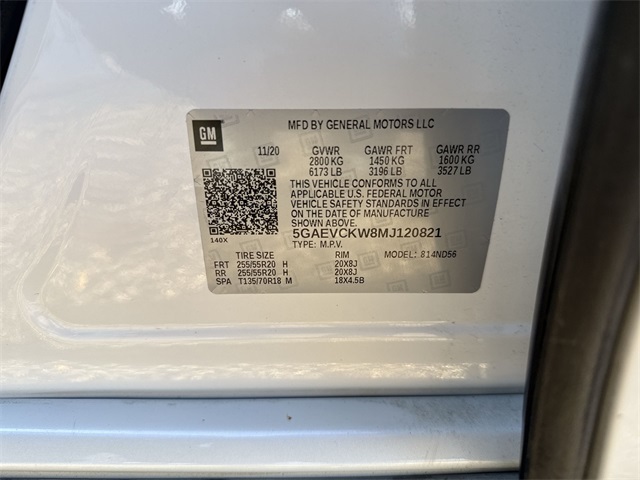 GM
MFD BY GENERAL MOTORS LLC
11/20 GVWR GAWR FRT GAWR RR
2800 KG 1450 KG 1600 KG
6173 LB 3196 LB 3527 LB
THIS VEHICLE CONFORMS TO ALL
APPLICABLE U.S. FEDERAL MOTOR
VEHICLE SAFETY STANDARDS IN EFFECT
ON THE DATE OF MANUFACTURE
SHOWN ABOVE.
5GAEVCKW8MJ120821
140X TYPE: M.P.V.
TIRE SIZE RIM MODEL: 814ND56
FRT 255/55R20 H 20X8J
RR 255/55R20 H 20X8J
SPA T135/70R18 M 18X4.5B